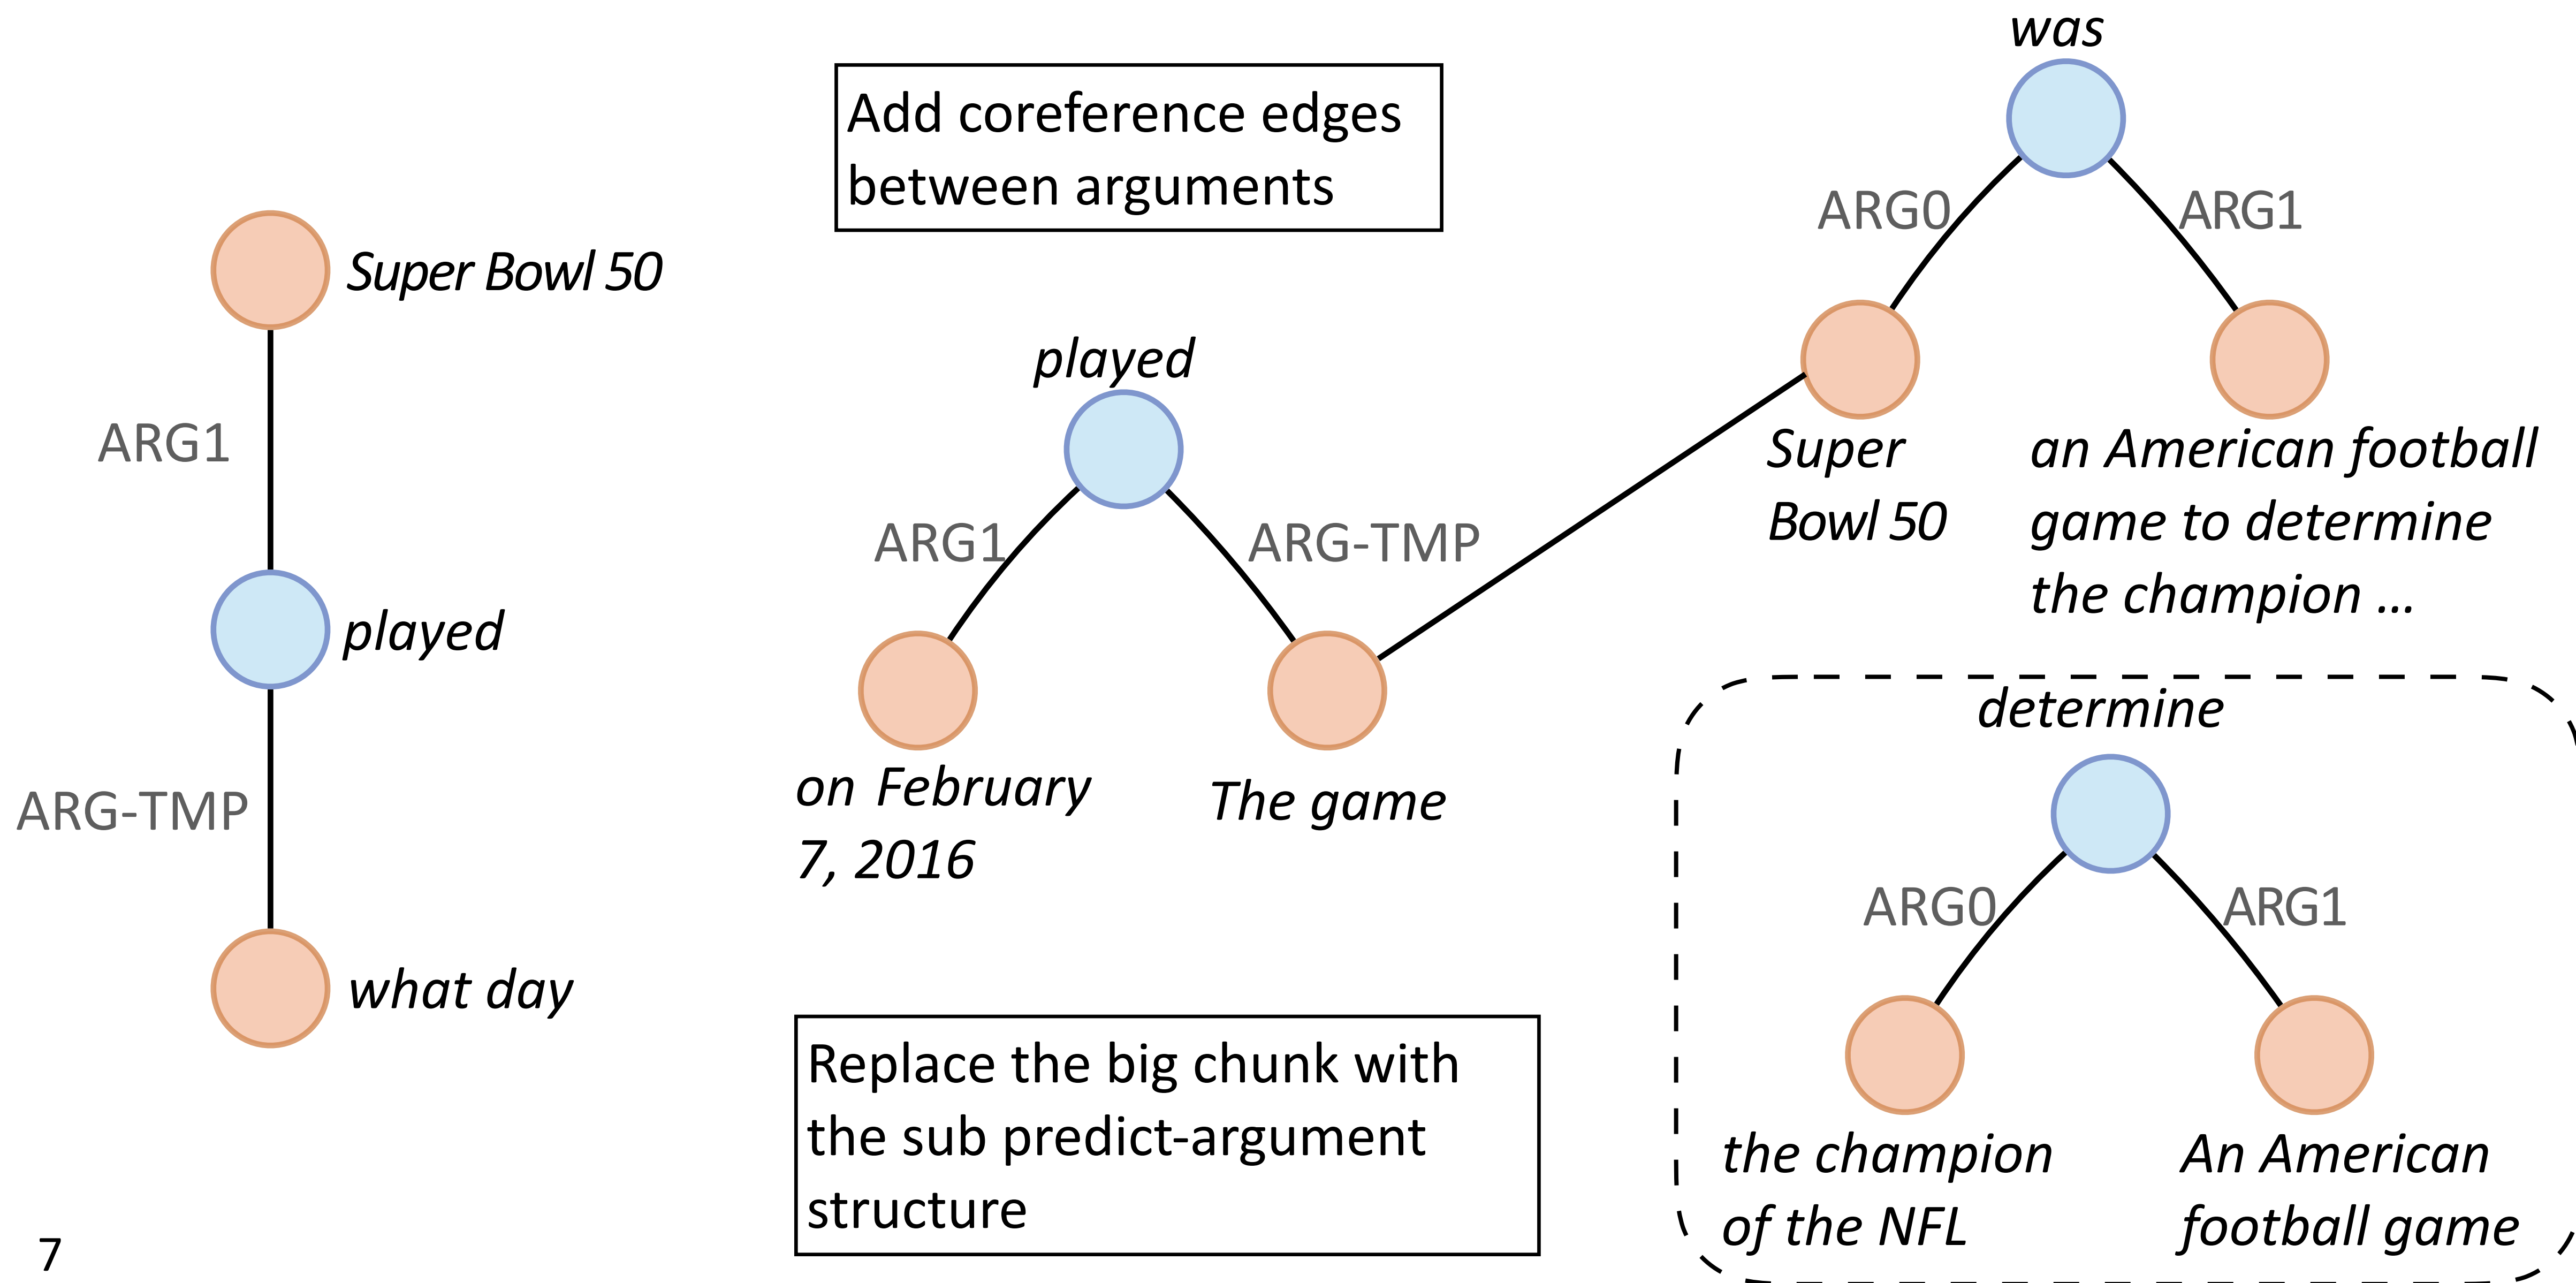 Super Bowl 50
ARG1
played
ARG-TMP
what day
Add coreference edges
between arguments
played
ARG1
ARG-TMP
on February
7, 2016
The game
was
ARG0
ARG1
Super
Bowl 50
an American football
game to determine
the champion ...
determine
ARG0
ARG1
the champion
of the NFL
An American
football game
Replace the big chunk with
the sub predict-argument
structure
7